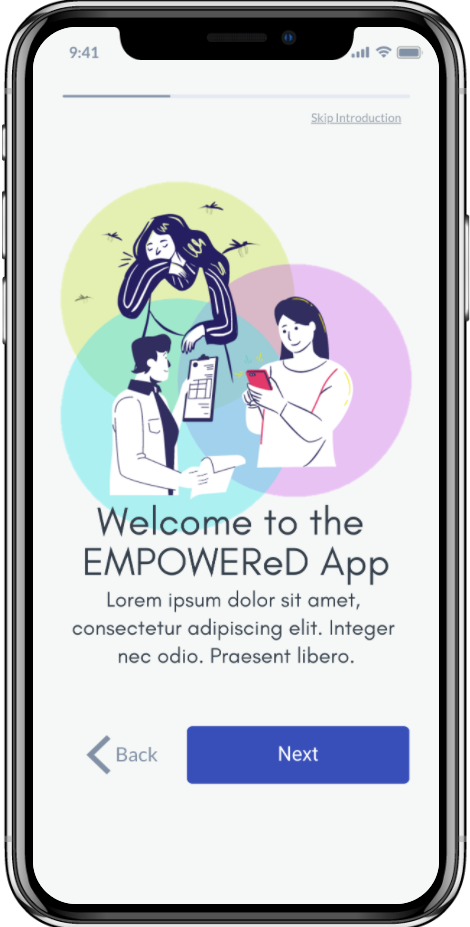 9:41
Skip Introduction
Welcome to the
EMPOWEReD App
Lorem ipsum dolor sit amet,
consectetur adipiscing elit. Integer
nec odio. Praesent libero.
Back
Next